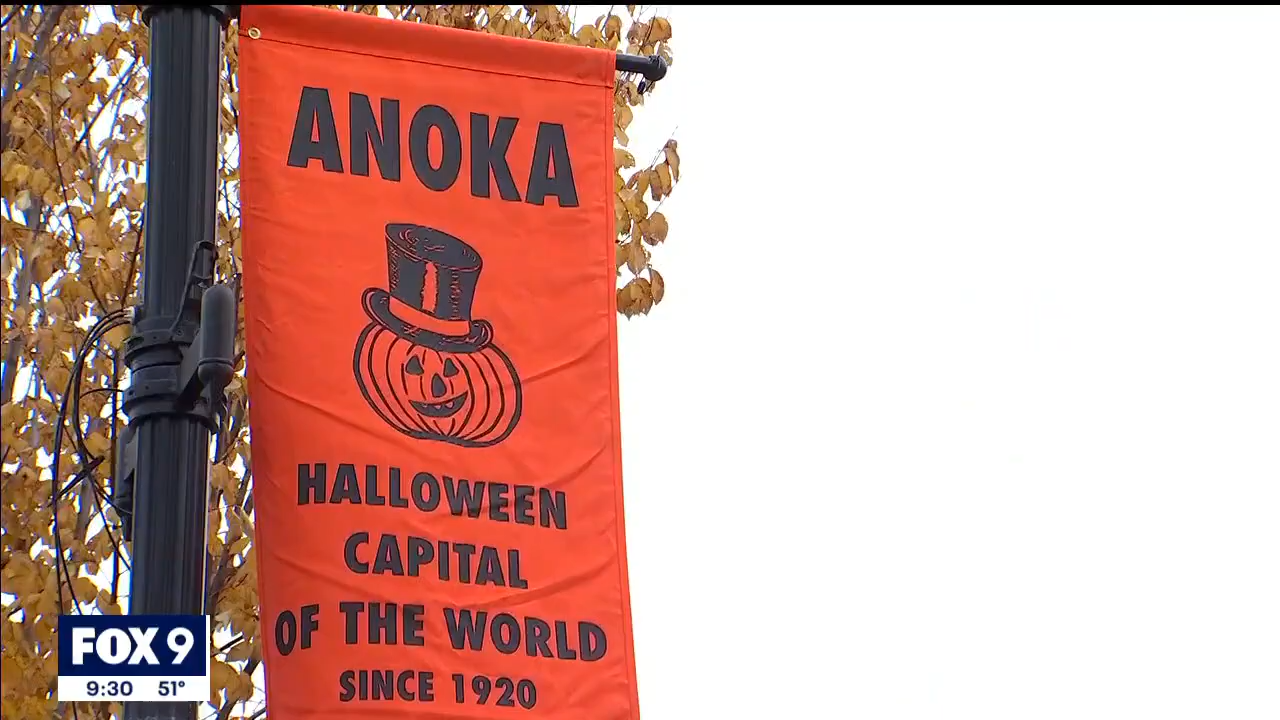 ANOKA
HALLOWEEN
CAPITAL
OF THE WORLD
SINCE 1920
FOX 9
9:30 51°